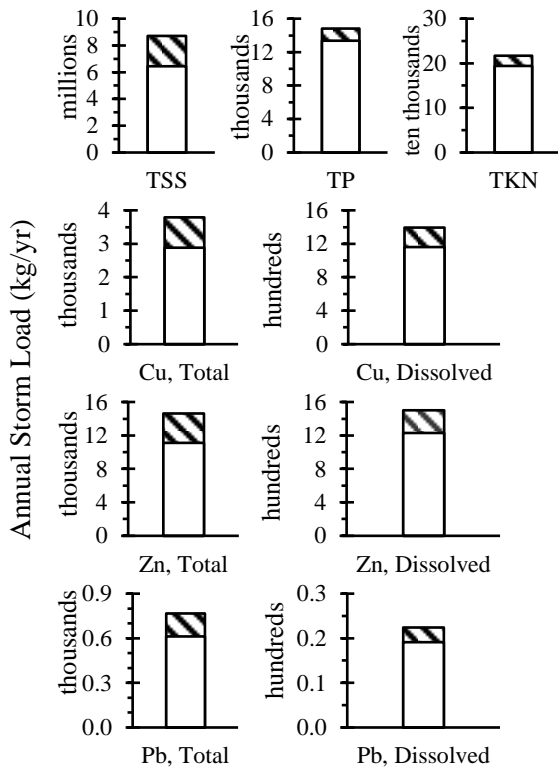 Annual Storm Load (kg/yr)
millions
10
8
6
4
2
0
TSS
thousands
16
12
8
4
0
TP
ten thousands
30
20
10
0
TKN
thousands
4
3
2
1
0
Cu, Total
hundreds
16
12
8
4
0
Cu, Dissolved
thousands
16
12
8
4
0
Zn, Total
hundreds
16
12
8
4
0
Zn, Dissolved
thousands
0.9
0.6
0.3
0.0
Pb, Total
hundreds
0.3
0.2
0.1
0.0
Pb, Dissolved